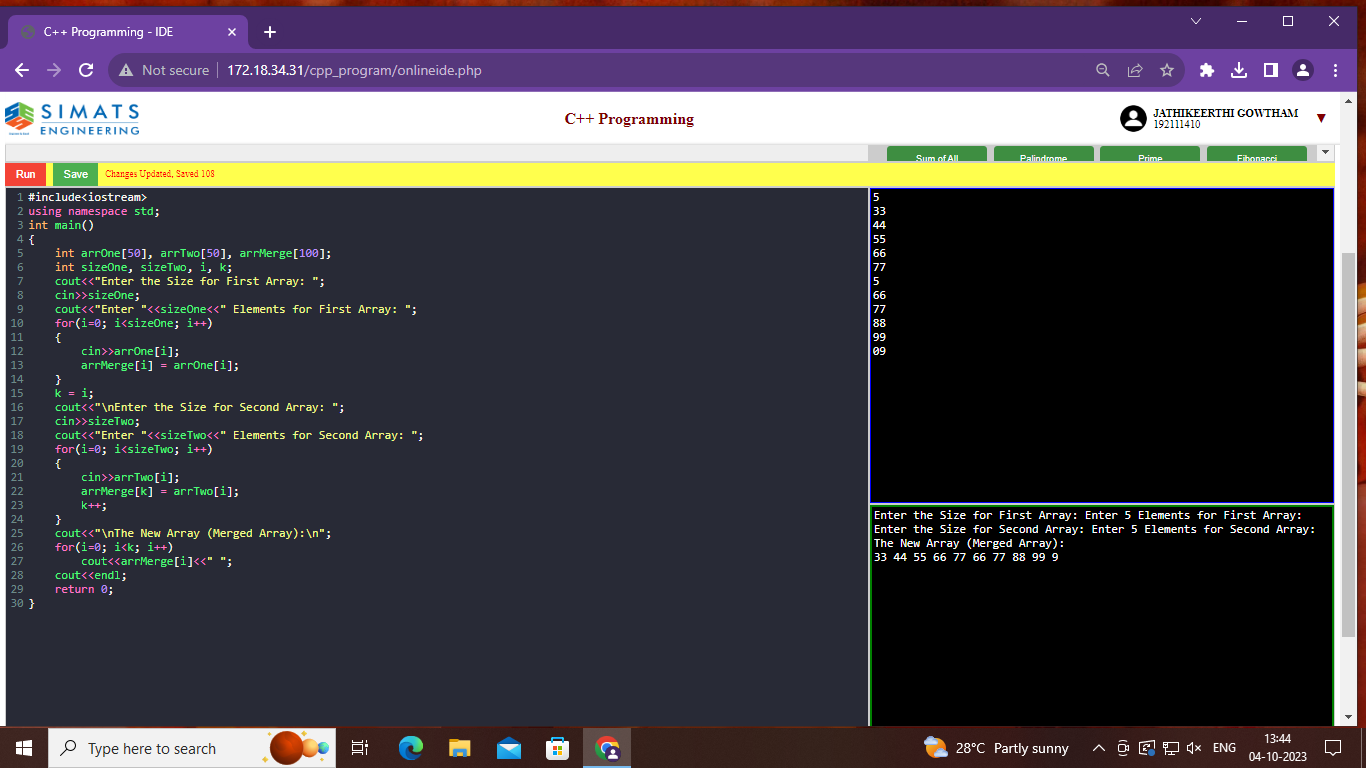 C++ Programming - IDE
Not secure
172.18.34.31/cpp_program/onlineide.php
SIMATS
ENGINEERING
C++ Programming
JATHIKEERTHI GOWTHAM
192111410
Sum of All
Palindrome
Prime
Fibonacci
Run
Save
Changes Updated, Saved 108
1 #include<iostream>
2 using namespace std;
3 int main()
4 {
5     int arrOne[50], arrTwo[50], arrMerge[100];
6     int sizeOne, sizeTwo, i, k;
7     cout<<"Enter the Size for First Array: ";
8     cin>>sizeOne;
9     cout<<"Enter "<<sizeOne<<" Elements for First Array: ";
10     for(i=0; i<sizeOne; i++)
11     {
12         cin>>arrOne[i];
13         arrMerge[i] = arrOne[i];
14     }
15     k = i;
16     cout<<"\nEnter the Size for Second Array: ";
17     cin>>sizeTwo;
18     cout<<"Enter "<<sizeTwo<<" Elements for Second Array: ";
19     for(i=0; i<sizeTwo; i++)
20     {
21         cin>>arrTwo[i];
22         arrMerge[k] = arrTwo[i];
23         k++;
24     }
25     cout<<"\nThe New Array (Merged Array):\n";
26     for(i=0; i<k; i++)
27         cout<<arrMerge[i]<<" ";
28     cout<<endl;
29     return 0;
30 }
5
33
44
55
66
77
5
66
77
88
99
09
Enter the Size for First Array: Enter 5 Elements for First Array:
Enter the Size for Second Array: Enter 5 Elements for Second Array:
The New Array (Merged Array):
33 44 55 66 77 66 77 88 99 9
Type here to search
28°C Partly sunny
ENG
13:44
04-10-2023